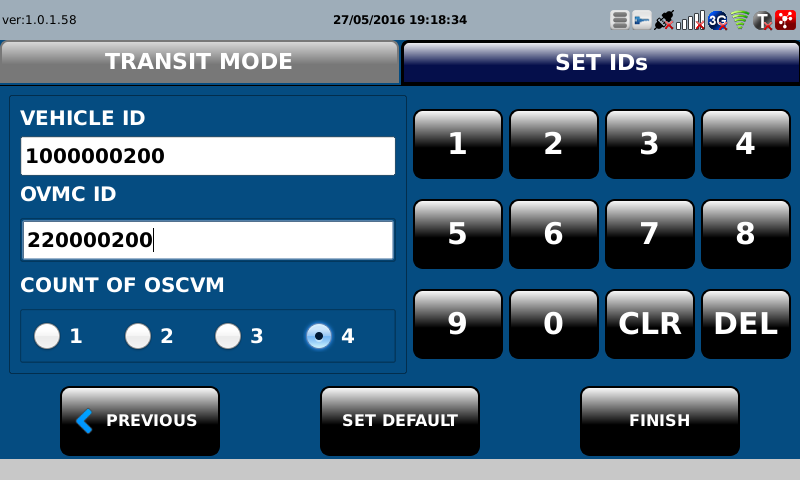 ver:1.0.1.58
27/05/2016 19:18:34
3G
T
TRANSIT MODE
SET IDs
VEHICLE ID
1000000200
OVMC ID
220000200
COUNT OF OSCVM
1 2 3 4
1 2 3 4
5 6 7 8
9 0 CLR DEL
PREVIOUS
SET DEFAULT
FINISH